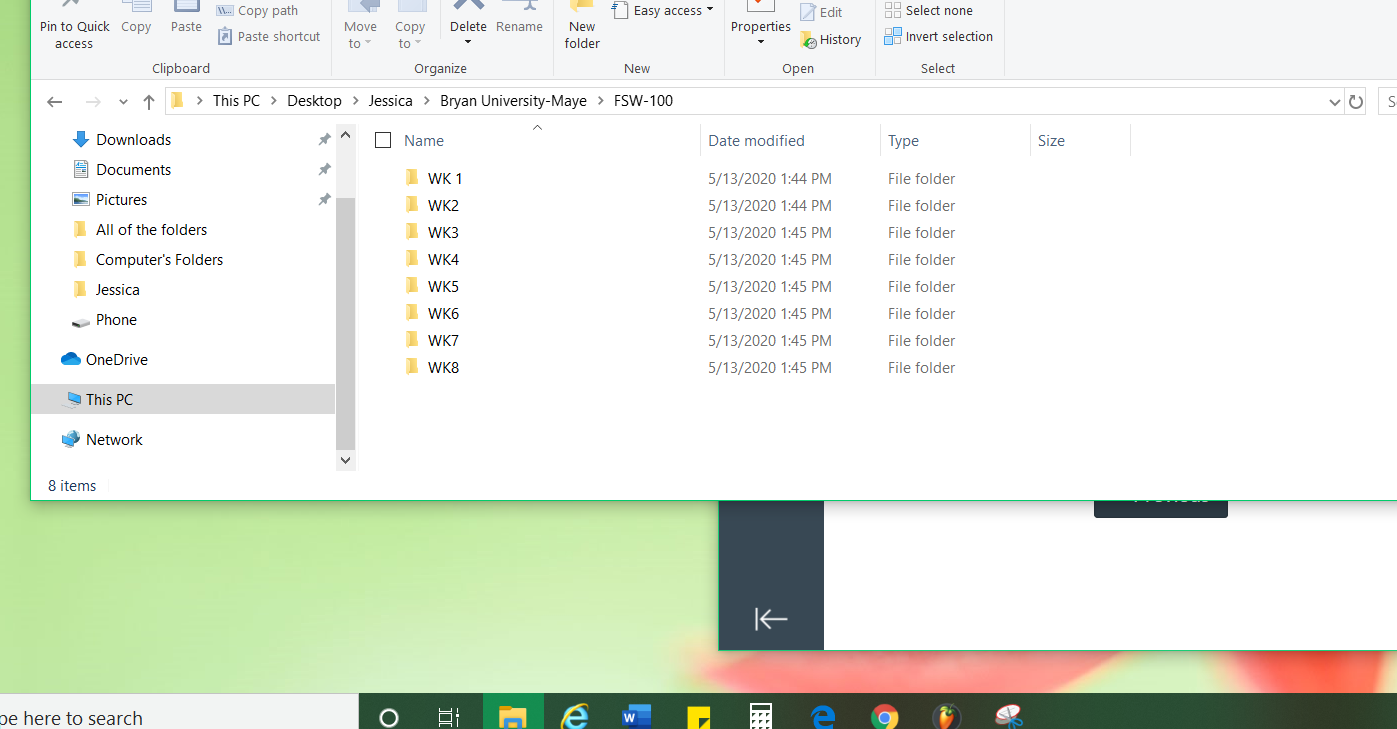 Copy path
Easy access
Edit
Select none
Pin to Quick access
Copy
Paste
Paste shortcut
Move to
Copy to
Delete
Rename
New folder
Properties
History
Invert selection
Clipboard
Organize
New
Open
Select
This PC > Desktop > Jessica > Bryan University-Maye > FSW-100
Downloads
Documents
Pictures
All of the folders
Computer's Folders
Jessica
Phone
OneDrive
This PC
Network
Name Date modified Type Size
WK 1 5/13/2020 1:44 PM File folder
WK2 5/13/2020 1:44 PM File folder
WK3 5/13/2020 1:45 PM File folder
WK4 5/13/2020 1:45 PM File folder
WK5 5/13/2020 1:45 PM File folder
WK6 5/13/2020 1:45 PM File folder
WK7 5/13/2020 1:45 PM File folder
WK8 5/13/2020 1:45 PM File folder
8 items
pe here to search